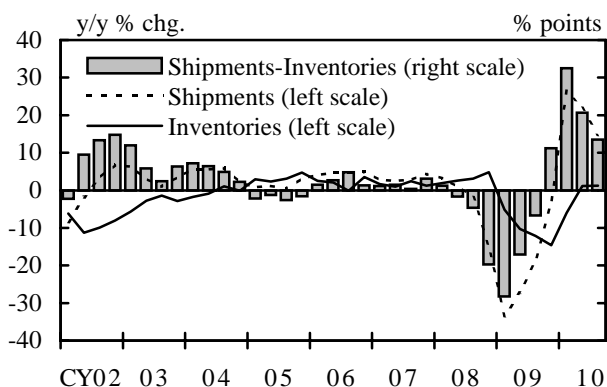 y/y % chg. % points
Shipments-Inventories (right scale)
Shipments (left scale)
Inventories (left scale)
40
30
20
10
0
-10
-20
-30
-40
CY02 03 04 05 06 07 08 09 10